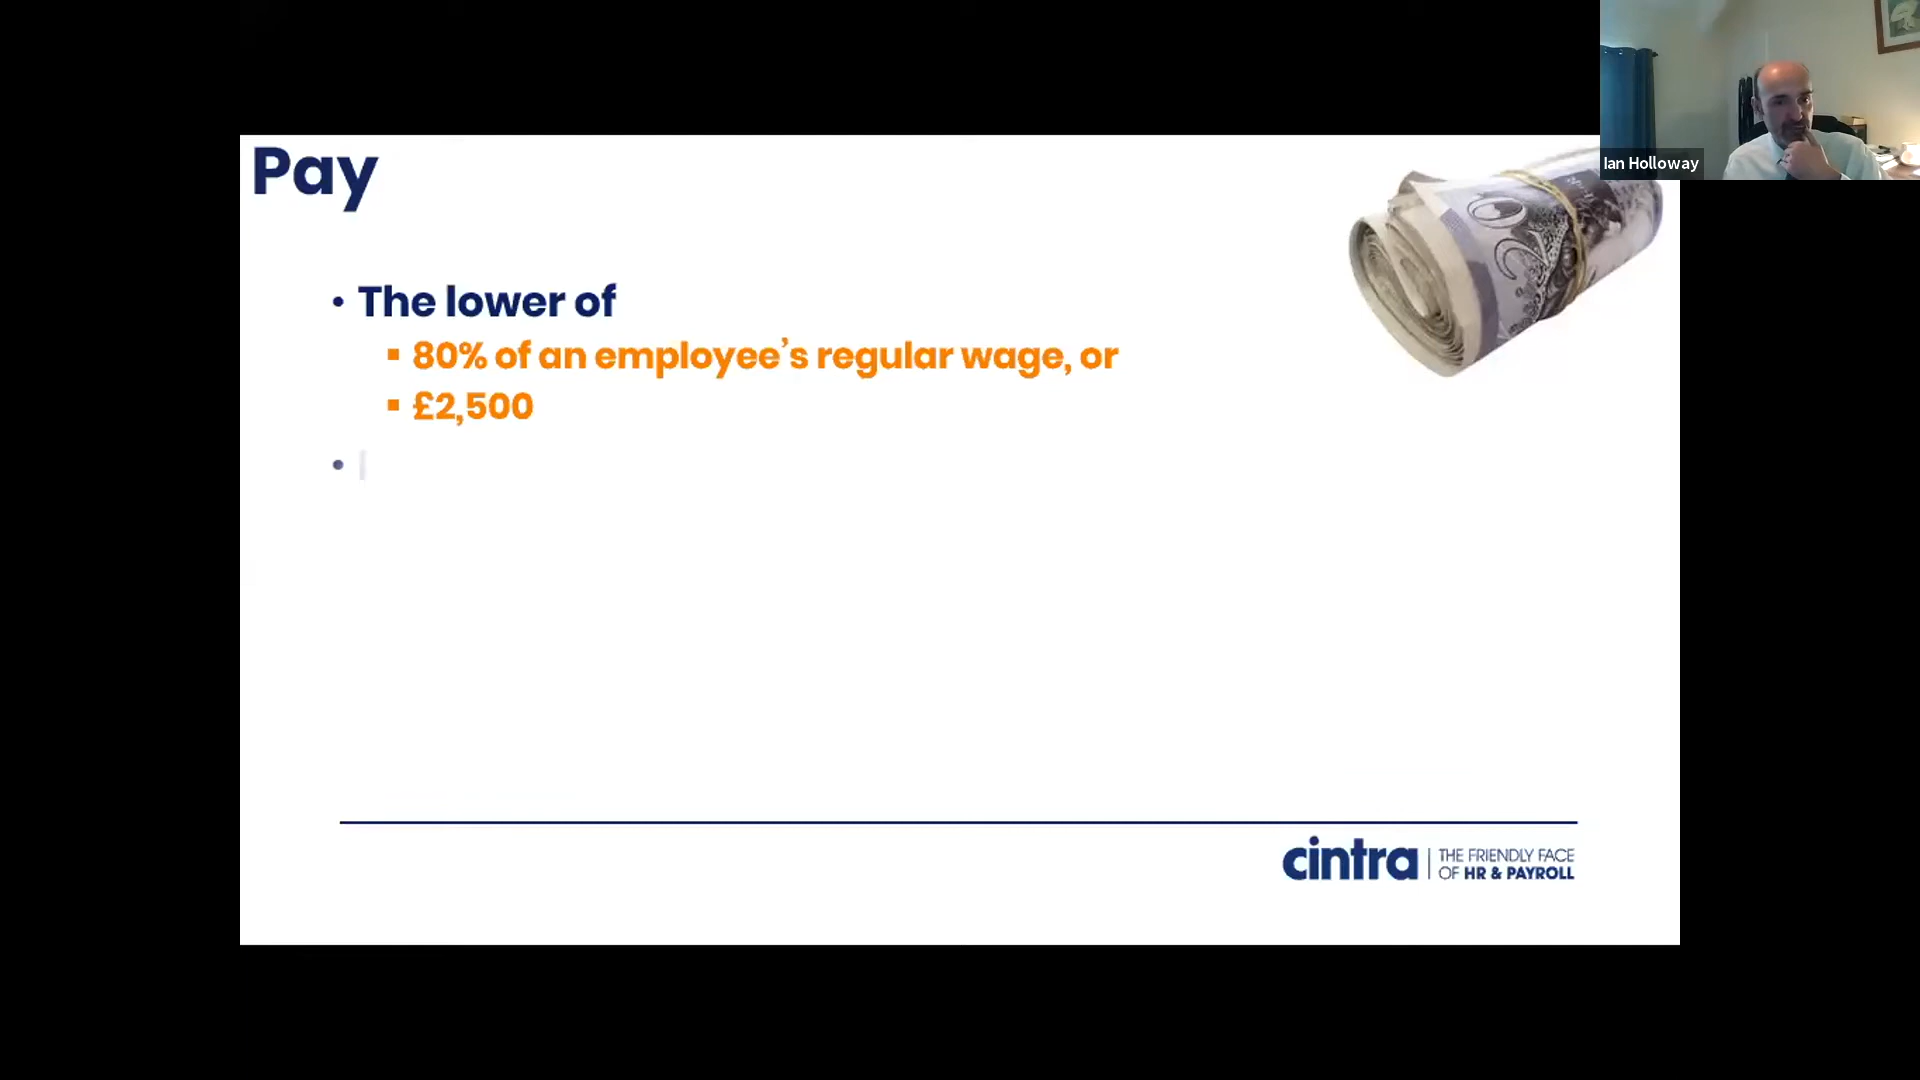 Pay
• The lower of
▪ 80% of an employee’s regular wage, or
▪ £2,500
•
cintra | THE FRIENDLY FACE
OF HR & PAYROLL
Ian Holloway
20